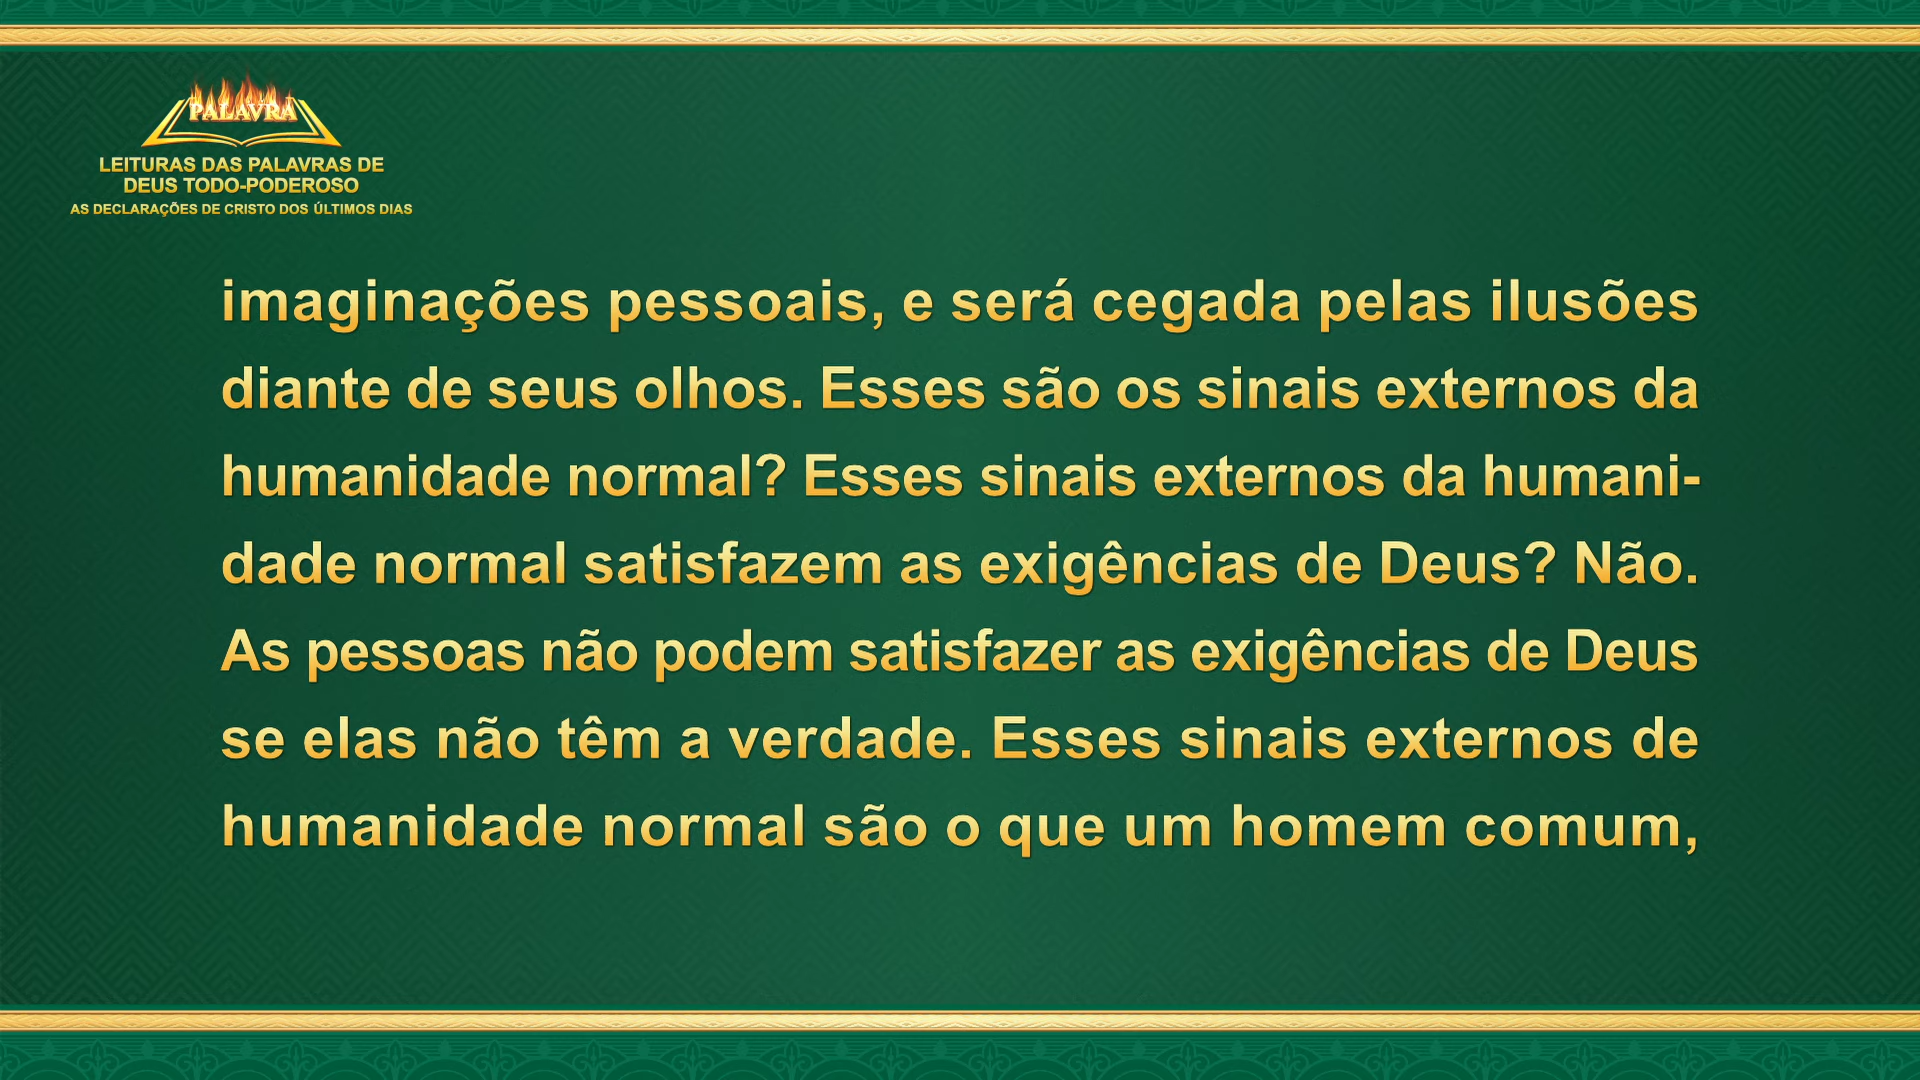 PALAVRA
LEITURAS DAS PALAVRAS DE
DEUS TODO-PODEROSO
AS DECLARAÇÕES DE CRISTO DOS ÚLTIMOS DIAS
imaginações pessoais, e será cegada pelas ilusões
diante de seus olhos. Esses são os sinais externos da
humanidade normal? Esses sinais externos da humani-
dade normal satisfazem as exigências de Deus? Não.
As pessoas não podem satisfazer as exigências de Deus
se elas não têm a verdade. Esses sinais externos de
humanidade normal são o que um homem comum,